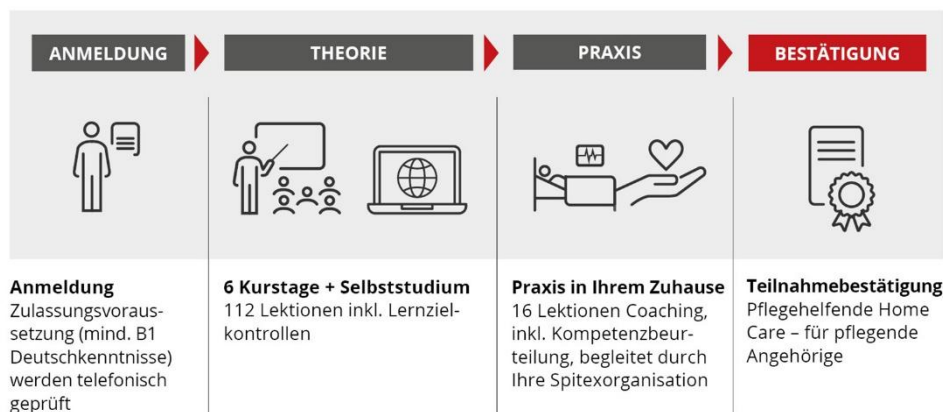 ANMELDUNG
THEORIE
PRAXIS
BESTÄTIGUNG
Anmeldung
Zulassungsvoraus-
setzung (mind. B1
Deutschkenntnisse)
werden telefonisch
geprüft
6 Kurstage + Selbststudium
112 Lektionen inkl. Lernziel-
kontrollen
Praxis in Ihrem Zuhause
16 Lektionen Coaching,
inkl. Kompetenzbeur-
teilung, begleitet durch
Ihre Spitexorganisation
Teilnahmebestätigung
Pflegehelfende Home
Care – für pflegende
Angehörige